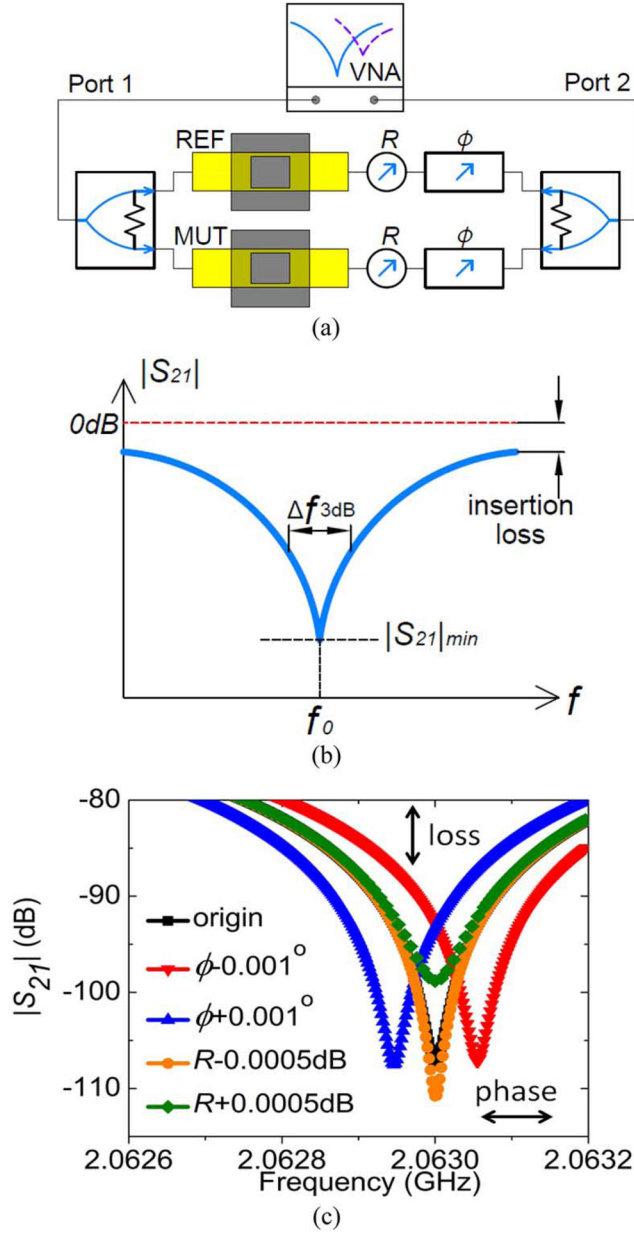 Port 1
VNA
Port 2
REF
R
ϕ
MUT
R
ϕ
(a)
|S21|
0dB
Δf3dB
insertion
loss
|S21|min
f0
f
(b)
-80
-90
-100
-110
|S21| (dB)
loss
origin
ϕ-0.001°
ϕ+0.001°
R-0.0005dB
R+0.0005dB
phase
2.0626 2.0628 2.0630 2.0632
Frequency (GHz)
(c)